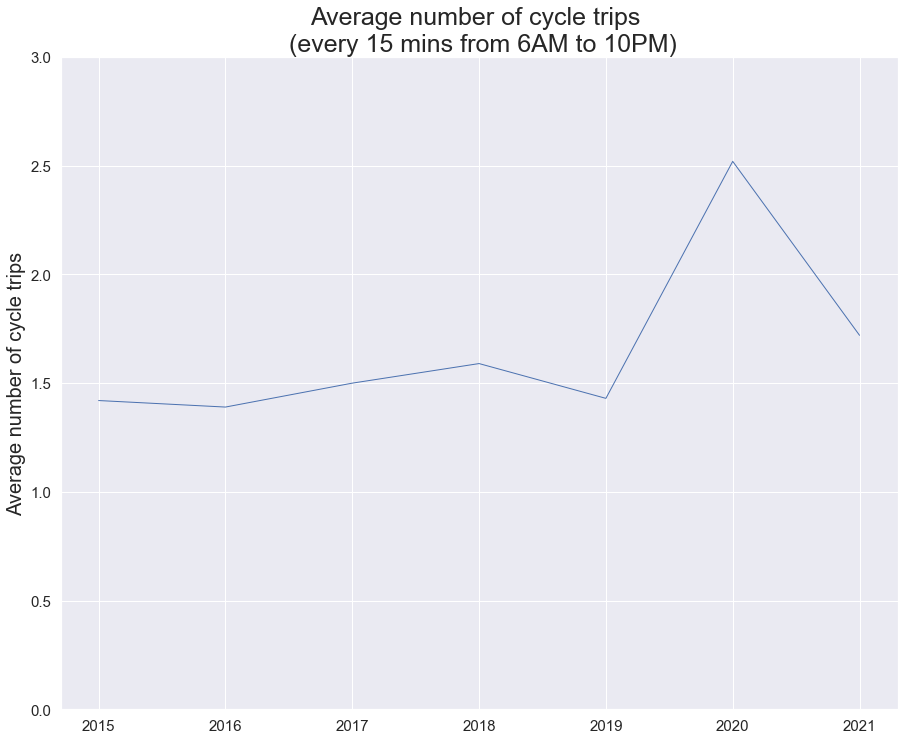 Average number of cycle trips
(every 15 mins from 6AM to 10PM)
3.0
2.5
2.0
1.5
1.0
0.5
0.0
Average number of cycle trips
2015 2016 2017 2018 2019 2020 2021